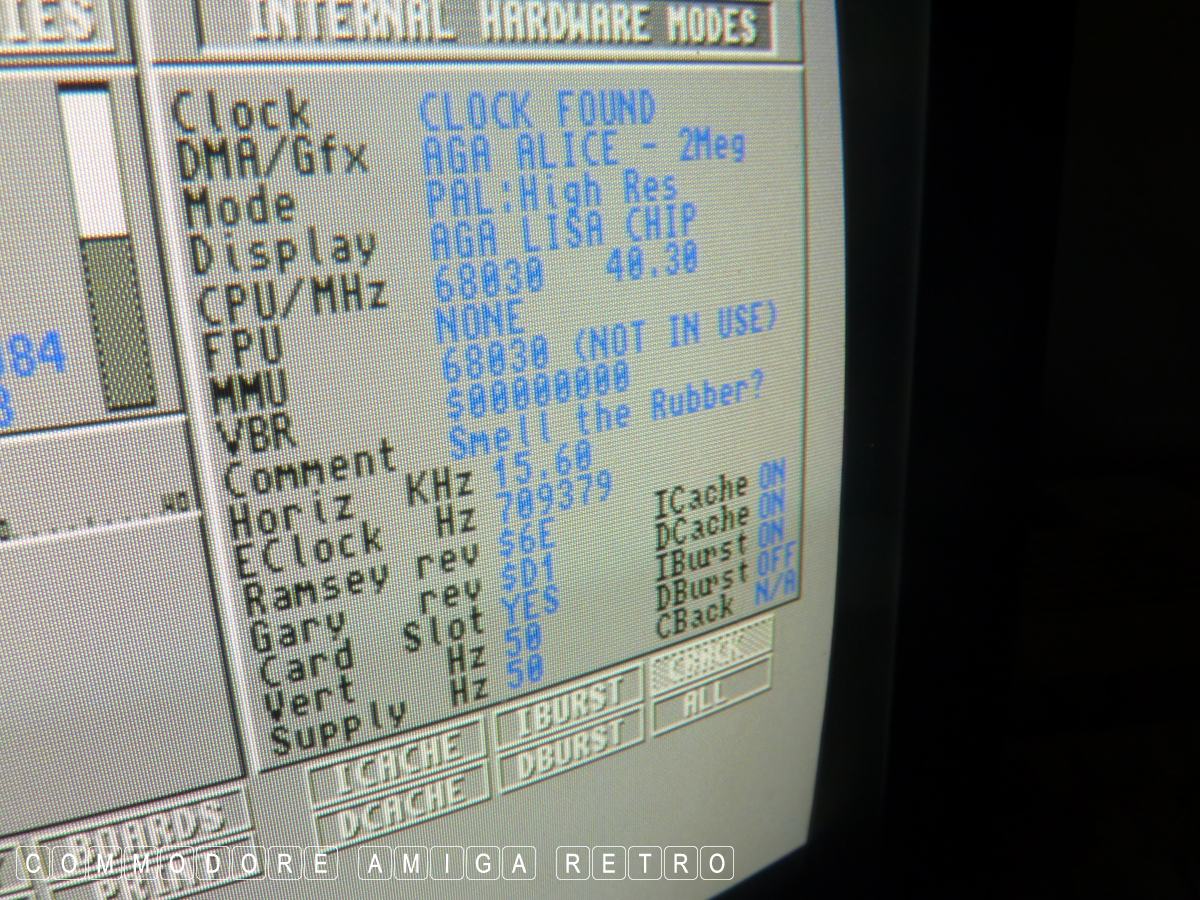 IES
INTERNAL HARDWARE MODES
Clock CLOCK FOUND
DMA/Gfx AGA ALICE - 2Meg
Mode PAL:High Res
Display AGA LISA CHIP
CPU/MHz 68030 40.30
FPU NONE
MMU 68030 (NOT IN USE)
VBR $00000000
Comment Smell the Rubber?
Horiz KHz 15.60
EClock Hz 709379
Ramsey rev $6E
Gary rev $D1
Card Slot YES
Vert Hz 50
Supply Hz 50
ICache ON
DCache ON
IBurst ON
DBurst OFF
CBack N/A
84
ICACHE IBURST CBACK
DCACHE DBURST ALL
BOARDS
PRINT
COMMODORE AMIGA RETRO